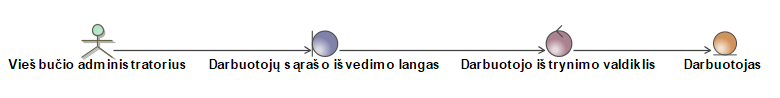 Viešbučio administratorius
Darbuotojų sąrašo išvedimo langas
Darbuotojo ištrynimo valdiklis
Darbuotojas